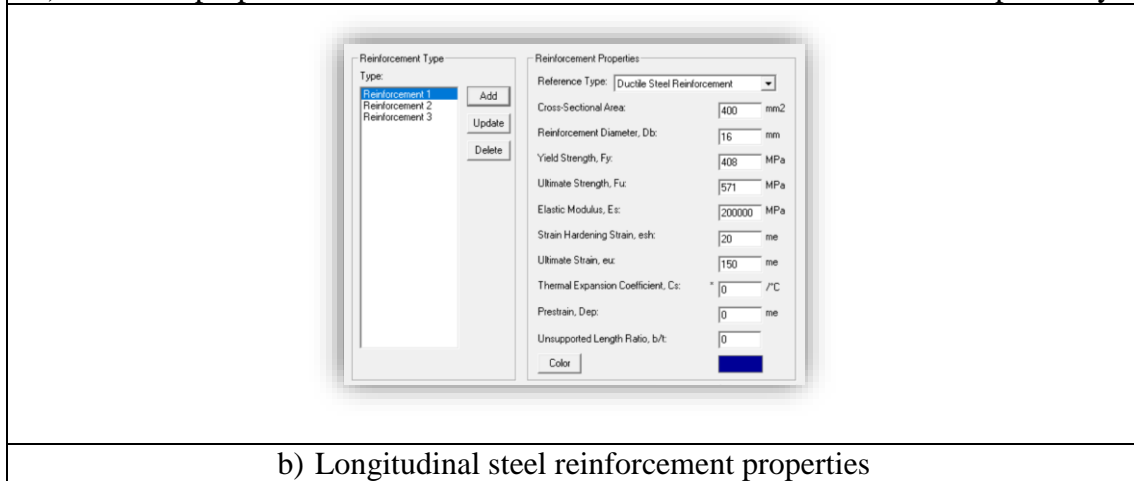 Reinforcement Type
Type:
Reinforcement 1
Reinforcement 2
Reinforcement 3
Add
Update
Delete
Reinforcement Properties
Reference Type: Ductile Steel Reinforcement
Cross-Sectional Area: 400 mm2
Reinforcement Diameter, Db: 16 mm
Yield Strength, Fy: 408 MPa
Ultimate Strength, Fu: 571 MPa
Elastic Modulus, Es: 200000 MPa
Strain Hardening Strain, esh: 20 me
Ultimate Strain, eu: 150 me
Thermal Expansion Coefficient, Cs: * 0 /°C
Prestrain, Dep: 0 me
Unsupported Length Ratio, b/t: 0
Color
b) Longitudinal steel reinforcement properties